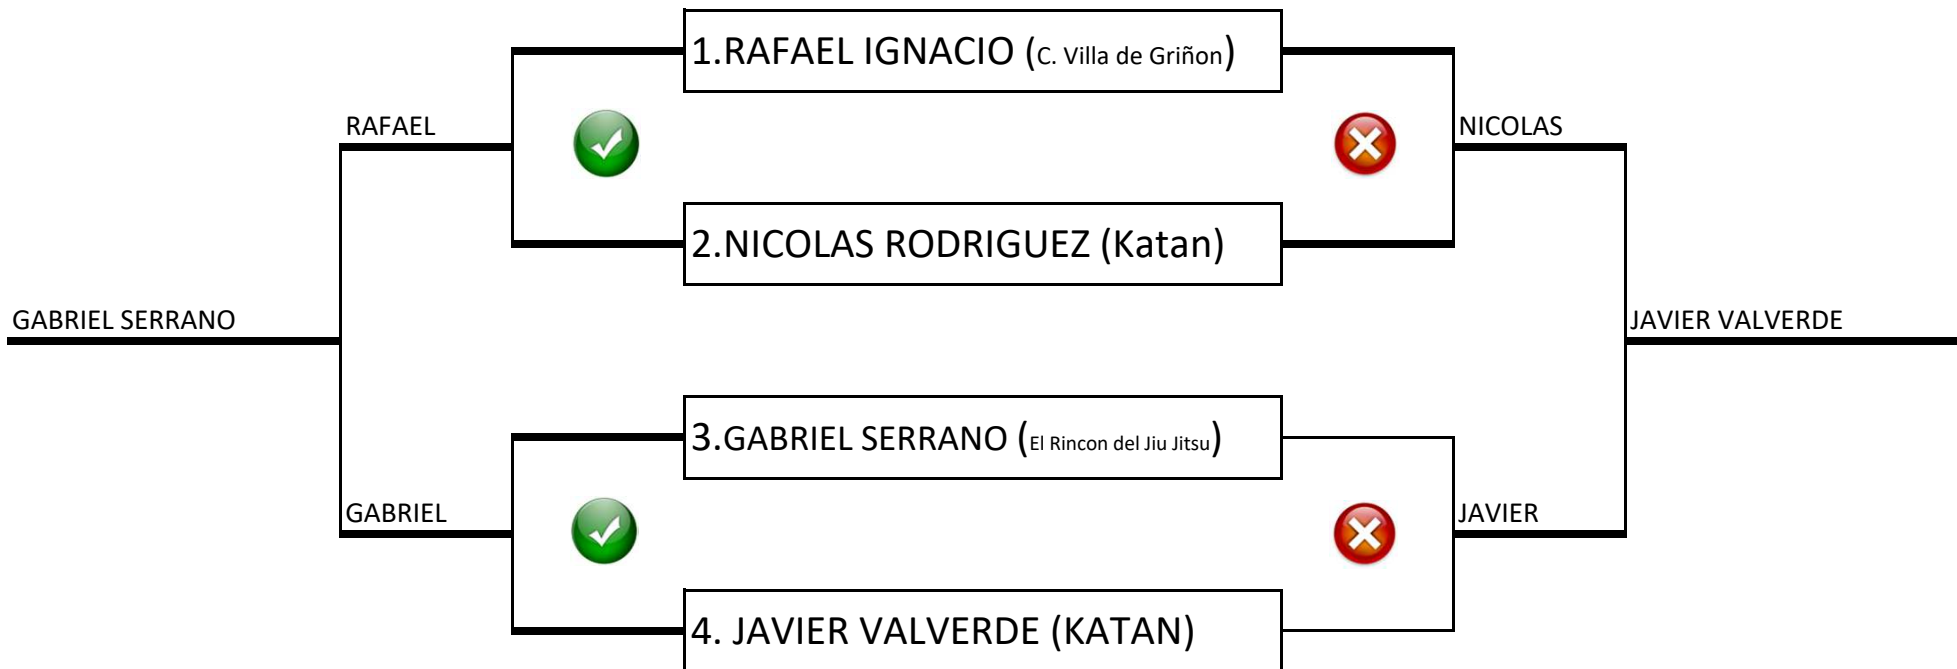 1.RAFAEL IGNACIO (C. Villa de Griñon)
RAFAEL
NICOLAS
2.NICOLAS RODRIGUEZ (Katan)
GABRIEL SERRANO
JAVIER VALVERDE
3.GABRIEL SERRANO (El Rincon del Jiu Jitsu)
GABRIEL
JAVIER
4. JAVIER VALVERDE (KATAN)